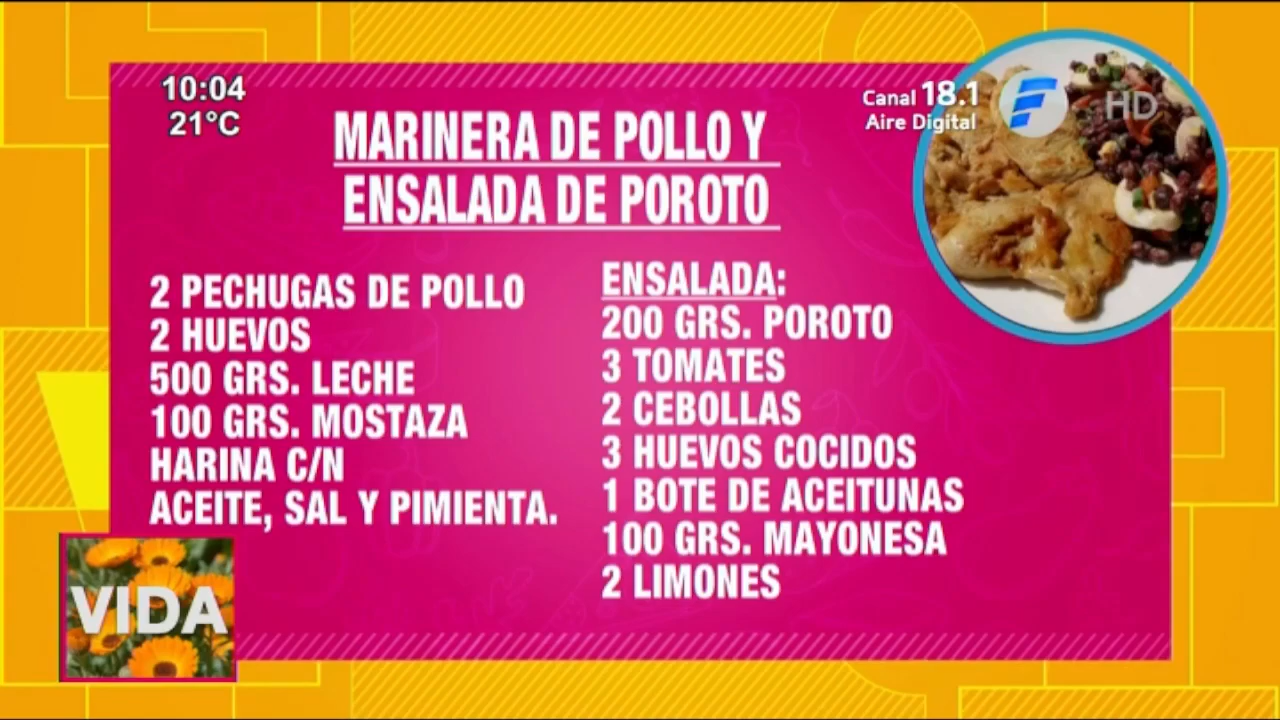 10:04
21°C
Canal 18.1
Aire Digital
HD
MARINERA DE POLLO Y
ENSALADA DE POROTO
2 PECHUGAS DE POLLO
2 HUEVOS
500 GRS. LECHE
100 GRS. MOSTAZA
HARINA C/N
ACEITE, SAL Y PIMIENTA.
ENSALADA:
200 GRS. POROTO
3 TOMATES
2 CEBOLLAS
3 HUEVOS COCIDOS
1 BOTE DE ACEITUNAS
100 GRS. MAYONESA
2 LIMONES
VIDA